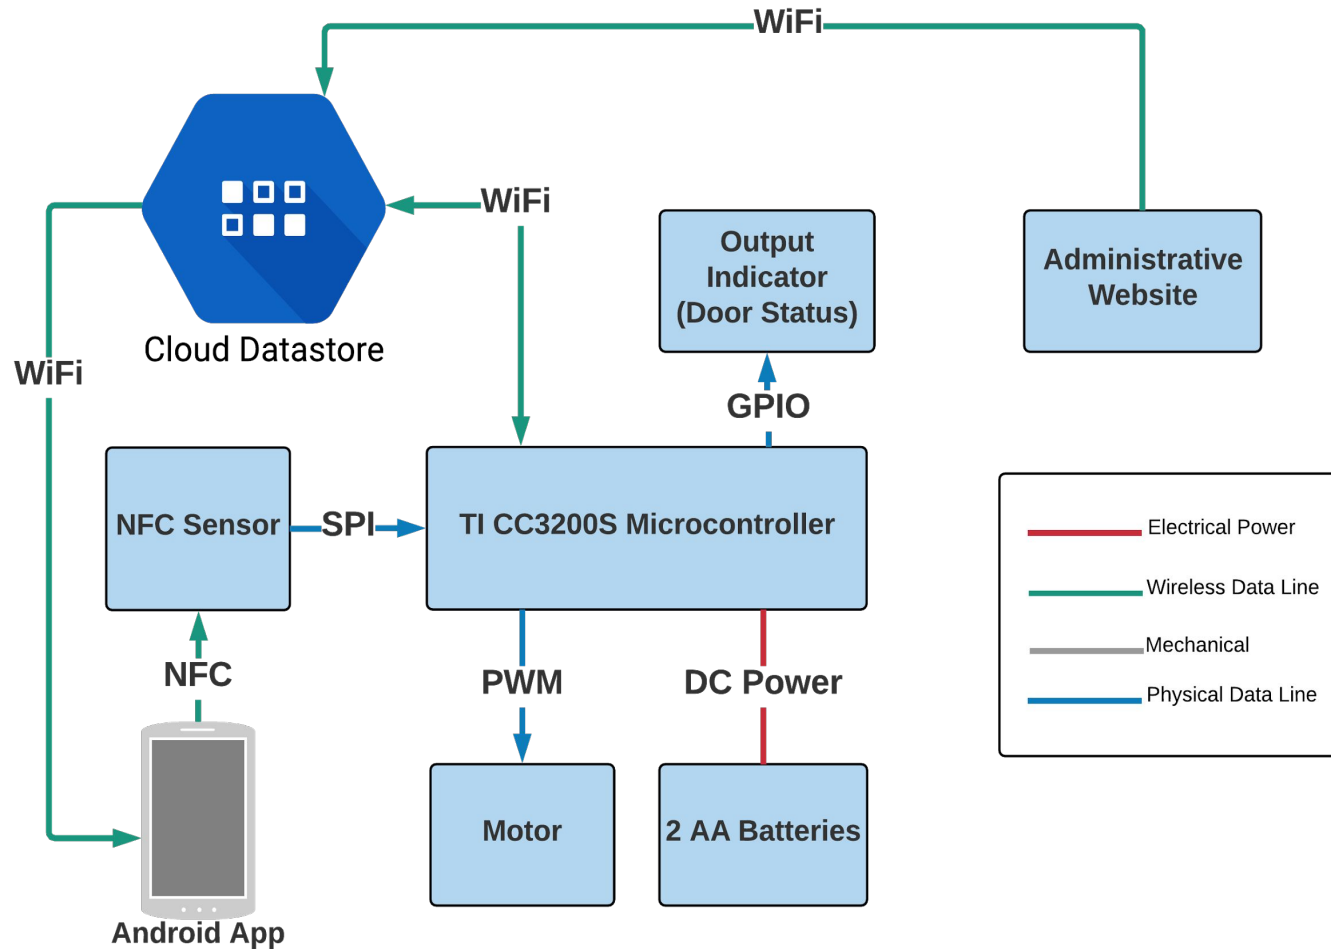 WiFi
WiFi
Output
Indicator
(Door Status)
Administrative
Website
Cloud Datastore
WiFi
GPIO
NFC Sensor
SPI
TI CC3200S Microcontroller
Electrical Power
Wireless Data Line
Mechanical
Physical Data Line
NFC
PWM
DC Power
Motor
2 AA Batteries
Android App